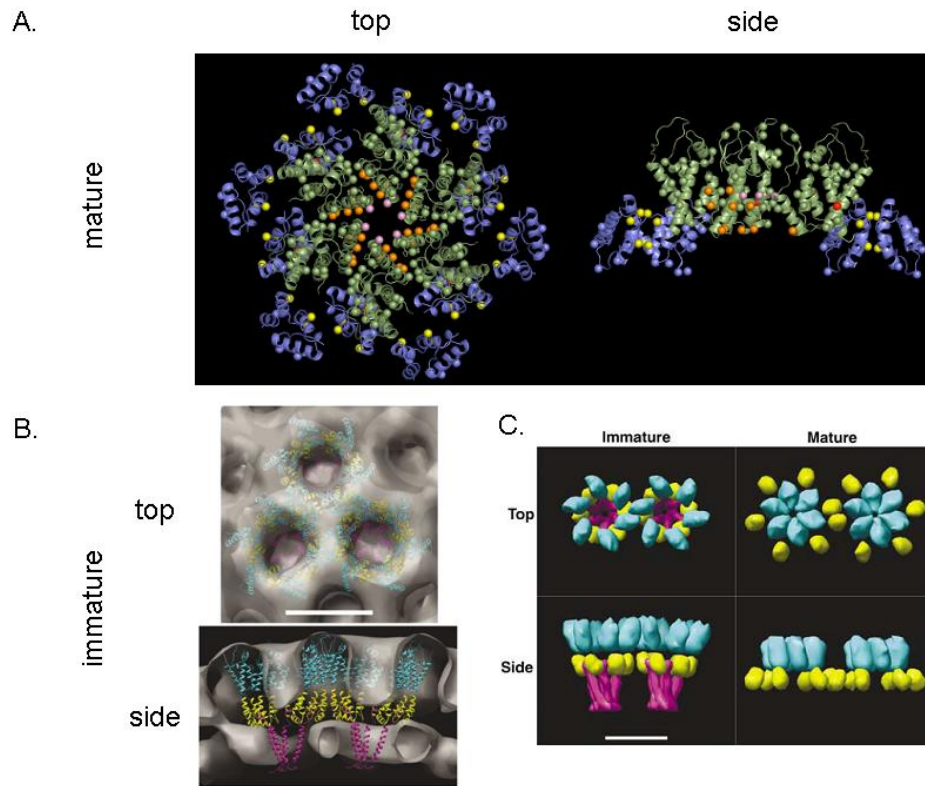 A.
top
side
mature
B.
top
immature
side
C.
Immature
Mature
Top
Side